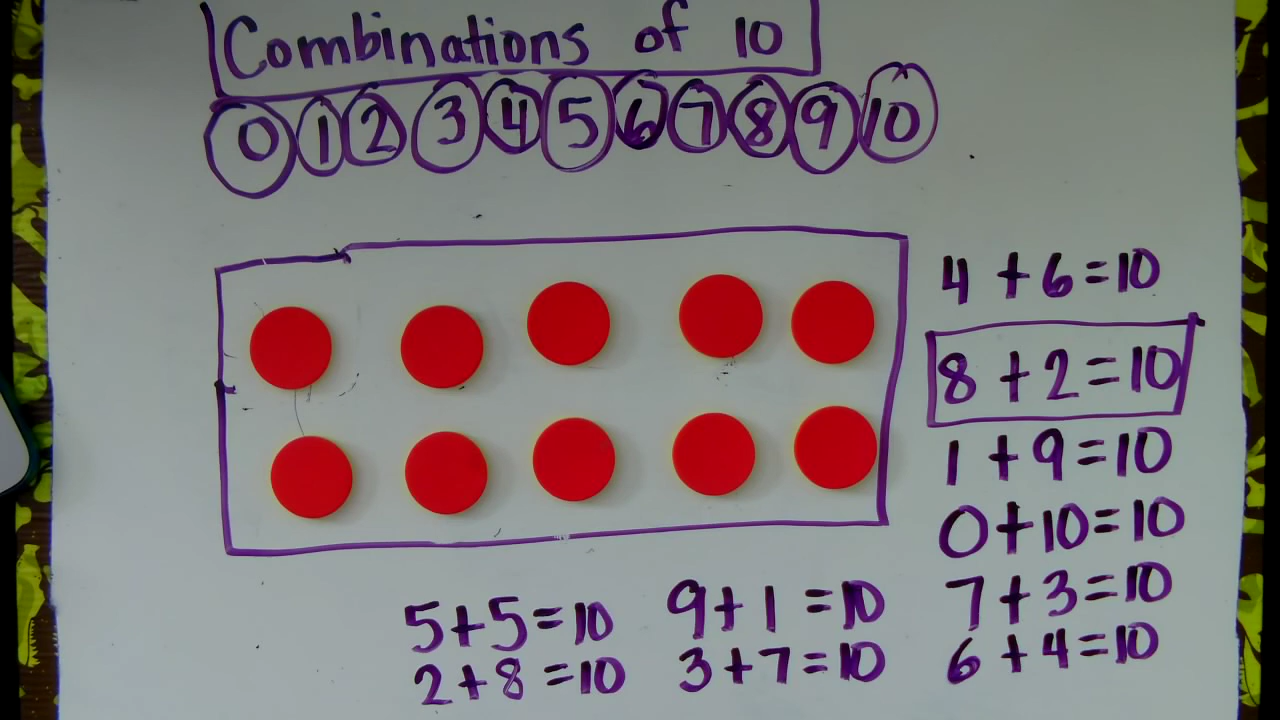 Combinations of 10
0 1 2 3 4 5 6 7 8 9 10
4 + 6 = 10
8 + 2 = 10
1 + 9 = 10
0 + 10 = 10
7 + 3 = 10
6 + 4 = 10
5 + 5 = 10
2 + 8 = 10
9 + 1 = 10
3 + 7 = 10